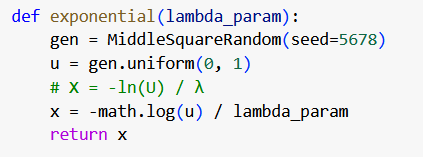 def exponential(lambda_param):
    gen = MiddleSquareRandom(seed=5678)
    u = gen.uniform(0, 1)
    # X = -ln(U) / λ
    x = -math.log(u) / lambda_param
    return x